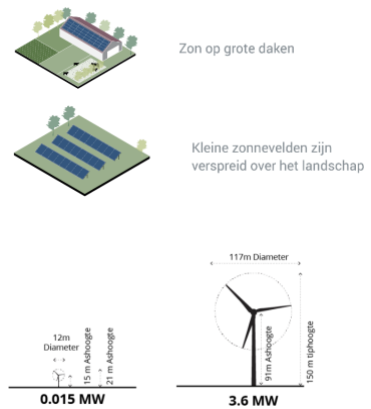 Zon op grote daken
Kleine zonnevelden zijn
verspreid over het landschap
12m
Diameter
15 m Ashoogte
21 m Ashoogte
0.015 MW
117m Diameter
91m Ashoogte
150 m tiphoogte
3.6 MW